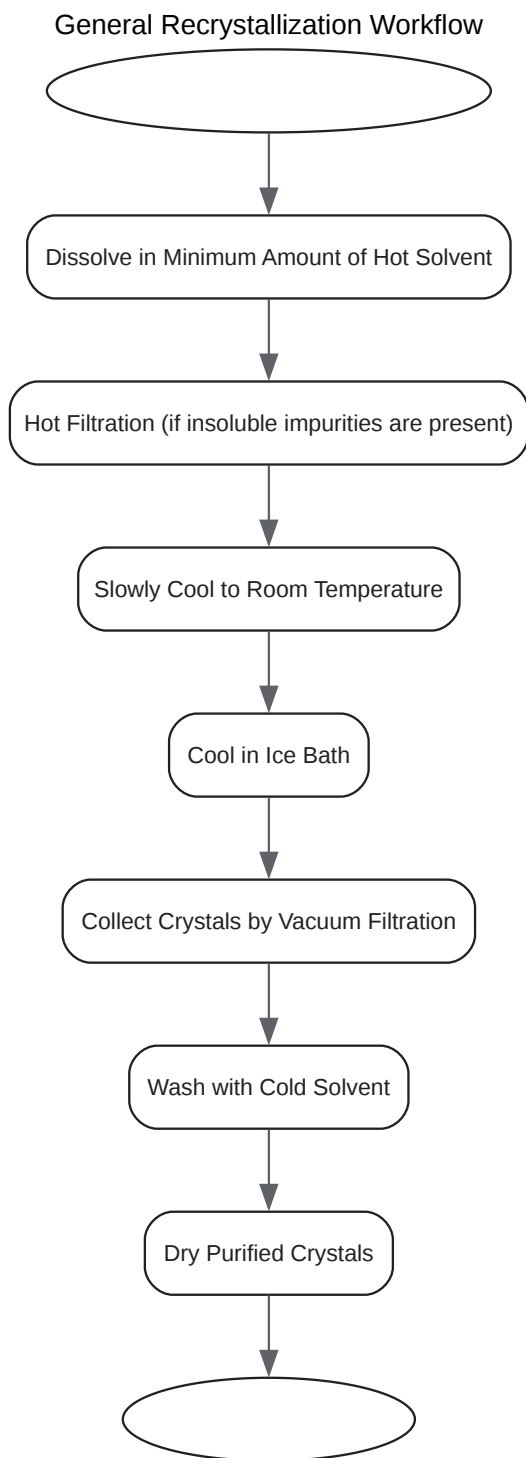 General Recrystallization Workflow
Dissolve in Minimum Amount of Hot Solvent
Hot Filtration (if insoluble impurities are present)
Slowly Cool to Room Temperature
Cool in Ice Bath
Collect Crystals by Vacuum Filtration
Wash with Cold Solvent
Dry Purified Crystals